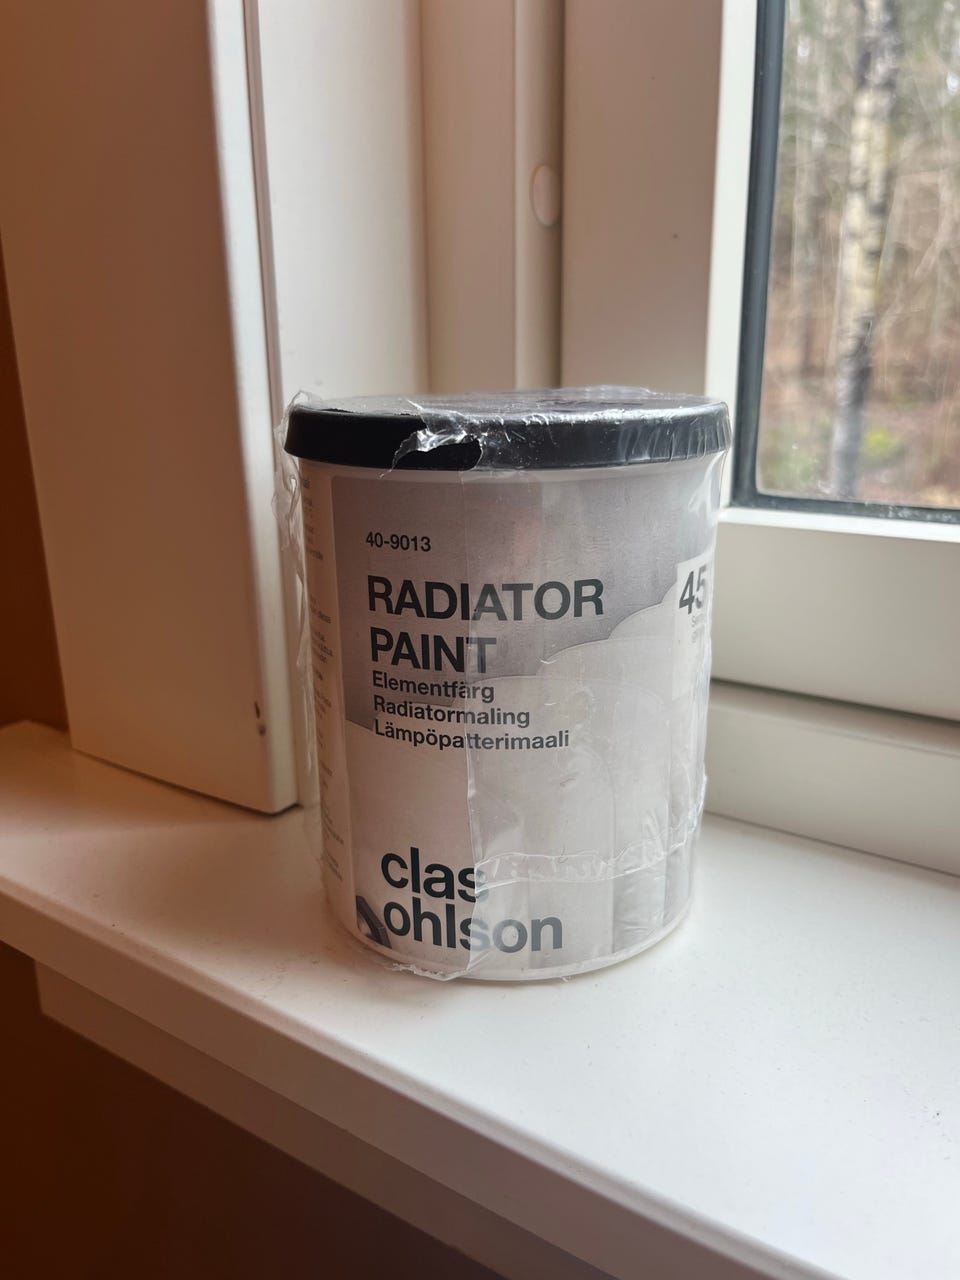 40-9013
RADIATOR
PAINT
Elementfärg
Radiatormaling
Lämpöpatterimaali
45
clas
ohlson